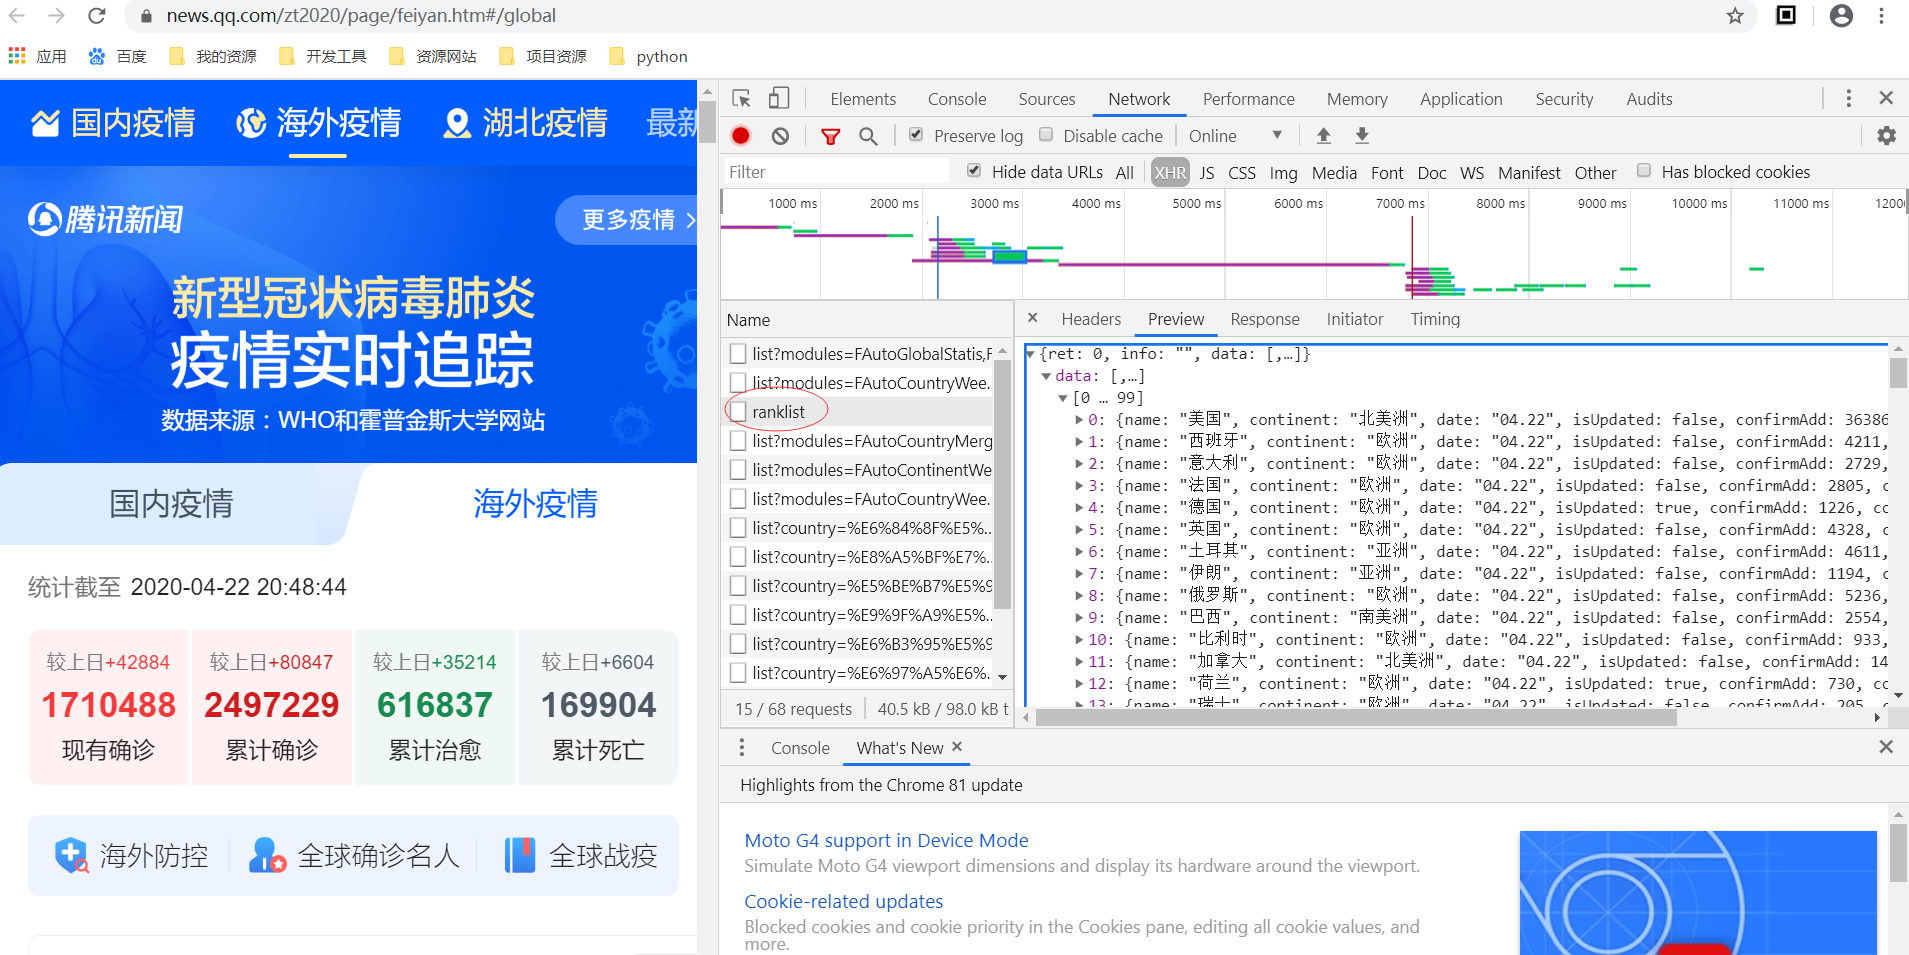 news.qq.com/zt2020/page/feiyan.htm#/global
应用 百度 我的资源 开发工具 资源网站 项目资源 python
国内疫情 海外疫情 湖北疫情 最新
腾讯新闻
更多疫情 >
新型冠状病毒肺炎
疫情实时追踪
数据来源：WHO和霍普金斯大学网站
国内疫情 海外疫情
统计截至 2020-04-22 20:48:44
较上日+42884 较上日+80847 较上日+35214 较上日+6604
1710488 2497229 616837 169904
现有确诊 累计确诊 累计治愈 累计死亡
海外防控 全球确诊名人 全球战疫
Elements Console Sources Network Performance Memory Application Security Audits
Preserve log Disable cache Online
Filter Hide data URLs All XHR JS CSS Img Media Font Doc WS Manifest Other Has blocked cookies
1000 ms 2000 ms 3000 ms 4000 ms 5000 ms 6000 ms 7000 ms 8000 ms 9000 ms 10000 ms 11000 ms 1200
Name
list?modules=FAutoGlobalStatis,F
list?modules=FAutoCountryWee.
ranklist
list?modules=FAutoCountryMerg
list?modules=FAutoContinentWe
list?modules=FAutoCountryWee.
list?country=%E6%84%8F%E5%..
list?country=%E8%A5%BF%E7%..
list?country=%E5%BE%B7%E5%9
list?country=%E9%9F%A9%E5%..
list?country=%E6%B3%95%E5%9
list?country=%E6%97%A5%E6%.
15 / 68 requests 40.5 kB / 98.0 kB t
Headers Preview Response Initiator Timing
{ret: 0, info: "", data: [,…]}
data: [,…]
[0 … 99]
0: {name: "美国", continent: "北美洲", date: "04.22", isUpdated: false, confirmAdd: 36386
1: {name: "西班牙", continent: "欧洲", date: "04.22", isUpdated: false, confirmAdd: 4211,
2: {name: "意大利", continent: "欧洲", date: "04.22", isUpdated: false, confirmAdd: 2729,
3: {name: "法国", continent: "欧洲", date: "04.22", isUpdated: false, confirmAdd: 2805, co
4: {name: "德国", continent: "欧洲", date: "04.22", isUpdated: true, confirmAdd: 1226, co
5: {name: "英国", continent: "欧洲", date: "04.22", isUpdated: false, confirmAdd: 4328, c
6: {name: "土耳其", continent: "亚洲", date: "04.22", isUpdated: false, confirmAdd: 4611,
7: {name: "伊朗", continent: "亚洲", date: "04.22", isUpdated: false, confirmAdd: 1194, c
8: {name: "俄罗斯", continent: "欧洲", date: "04.22", isUpdated: false, confirmAdd: 5236,
9: {name: "巴西", continent: "南美洲", date: "04.22", isUpdated: false, confirmAdd: 2554,
10: {name: "比利时", continent: "欧洲", date: "04.22", isUpdated: false, confirmAdd: 933,
11: {name: "加拿大", continent: "北美洲", date: "04.22", isUpdated: false, confirmAdd: 14
12: {name: "荷兰", continent: "欧洲", date: "04.22", isUpdated: true, confirmAdd: 730, co
13: {name: "瑞士", continent: "欧洲", date: "04.22", isUpdated: false, confirmAdd: 205, c
Console What's New
Highlights from the Chrome 81 update
Moto G4 support in Device Mode
Simulate Moto G4 viewport dimensions and display its hardware around the viewport.
Cookie-related updates
Blocked cookies and cookie priority in the Cookies pane, editing all cookie values, and
more.